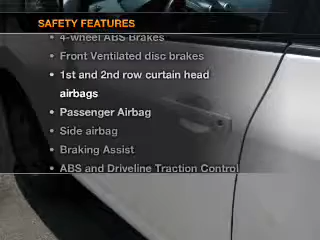 SAFETY FEATURES
• 4-wheel ABS Brakes
• Front Ventilated disc brakes
• 1st and 2nd row curtain head
airbags
• Passenger Airbag
• Side airbag
• Braking Assist
• ABS and Driveline Traction Control